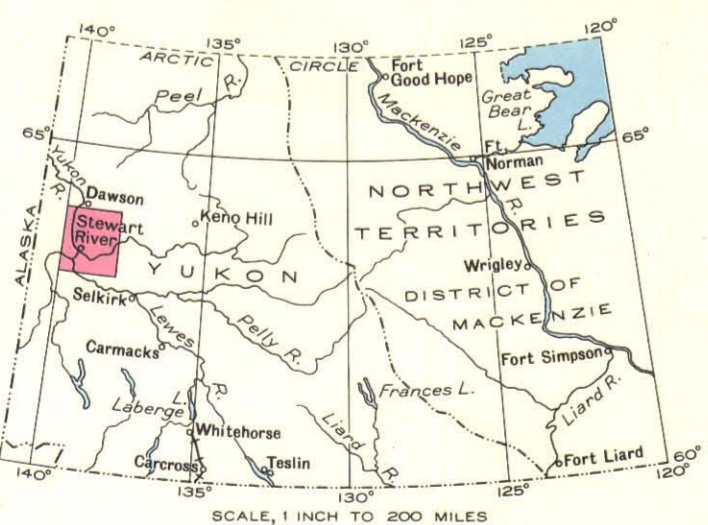 140°
135°
130°
125°
120°
ARCTIC
CIRCLE
Fort
Good Hope
Peel R.
Great
Bear
L.
Mackenzie
65°
65°
Ft.
Norman
Yukon
R.
Dawson
NORTHWEST
R.
TERRITORIES
Keno Hill
Stewart
River
ALASKA
YUKON
Wrigley
DISTRICT OF
MACKENZIE
Selkirk
Lewes
R.
Pelly R.
Carmacks
Fort Simpson
L.
Laberge
Frances L.
Liard R.
Whitehorse
Liard
R.
Carcross
Teslin
Fort Liard
60°
140°
135°
130°
125°
120°
SCALE, 1 INCH TO 200 MILES